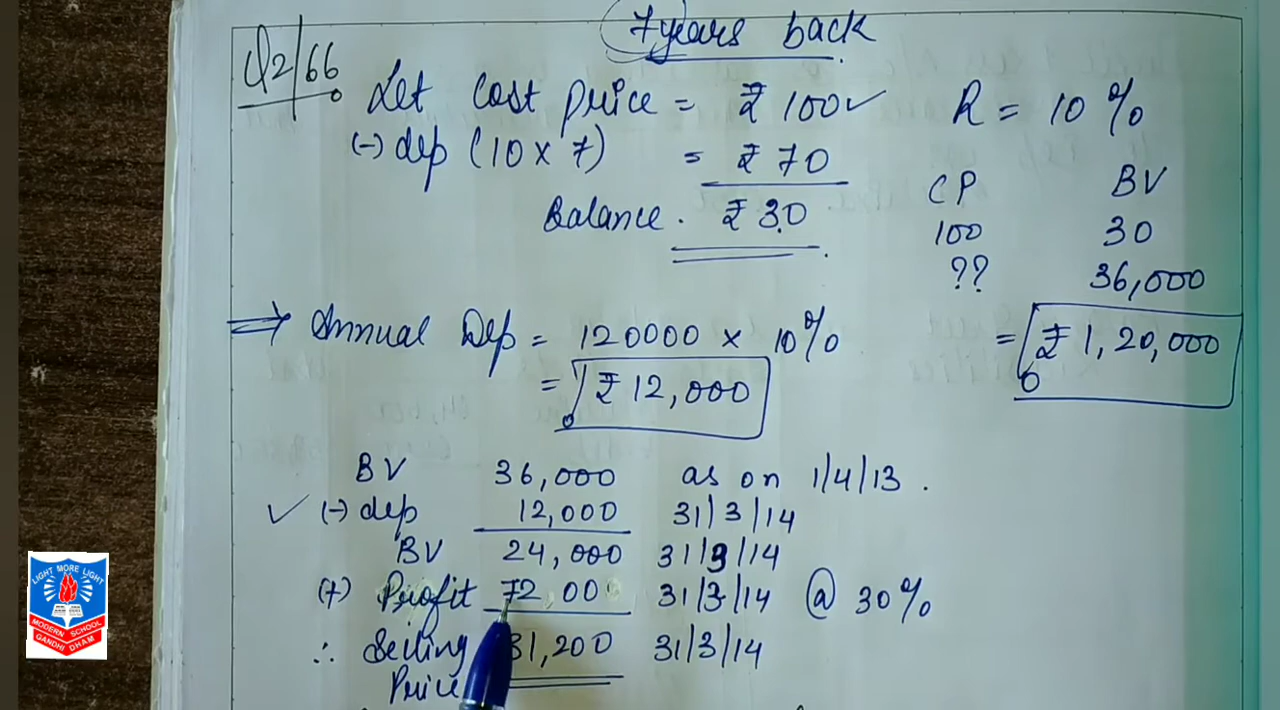 7 years back
Q2/66
Let Cost price = ₹ 100 ✓ R = 10 %
(-) dep (10 x 7) = ₹ 70
CP BV
Balance . ₹ 30
100 30
?? 36,000
⇒ Annual Dep = 120000 x 10%
= ₹ 1,20,000
= ₹ 12,000
BV 36,000 as on 1/4/13 .
✓ (-) dep 12,000 31/3/14
BV 24,000 31/3/14
(+) Profit 72,00 31/3/14 @ 30%
∴ Selling 31,200 31/3/14
Price
LIGHT MORE LIGHT
MODERN SCHOOL
GANDHI DHAM